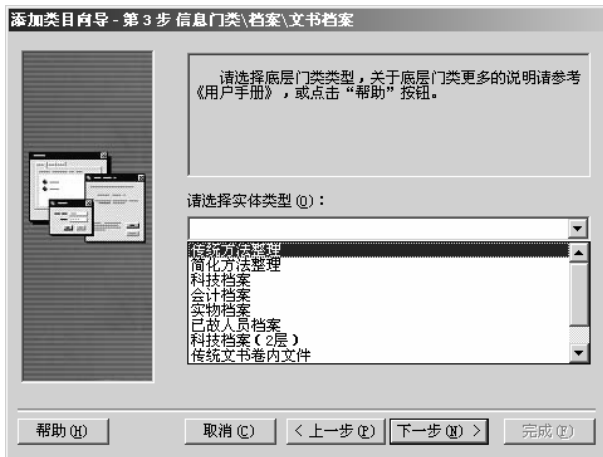 添加类目向导 - 第 3 步 信息门类\档案\文书档案
请选择底层门类类型，关于底层门类更多的说明请参考
《用户手册》，或点击“帮助”按钮。
请选择实体类型(O)：
传统方法整理
简化方法整理
科技档案
会计档案
实物档案
已故人员档案
科技档案（2层）
传统文书卷内文件
帮助(H)
取消(C)
< 上一步(P)
下一步(N) >
完成(F)